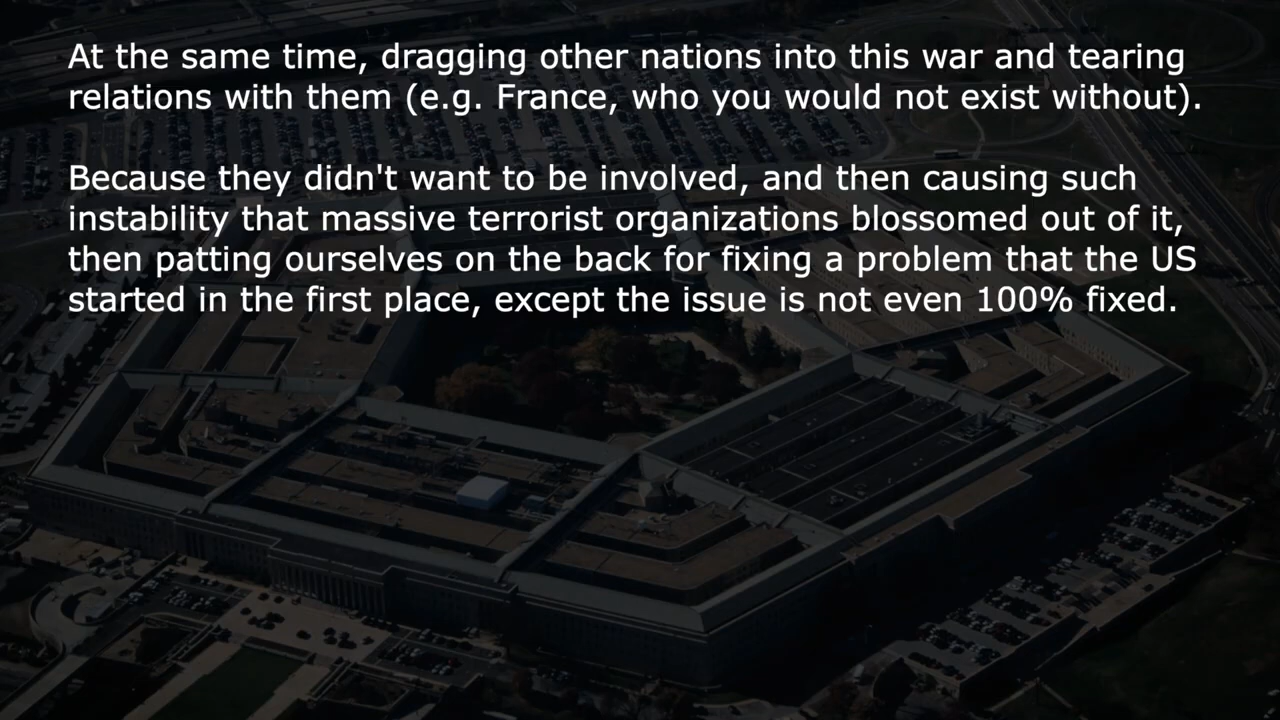 At the same time, dragging other nations into this war and tearing
relations with them (e.g. France, who you would not exist without).
Because they didn't want to be involved, and then causing such
instability that massive terrorist organizations blossomed out of it,
then patting ourselves on the back for fixing a problem that the US
started in the first place, except the issue is not even 100% fixed.